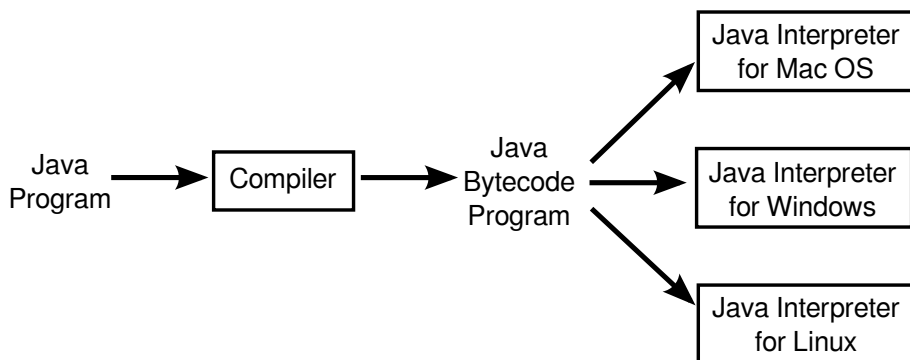 Java
Program
Compiler
Java
Bytecode
Program
Java Interpreter
for Mac OS
Java Interpreter
for Windows
Java Interpreter
for Linux